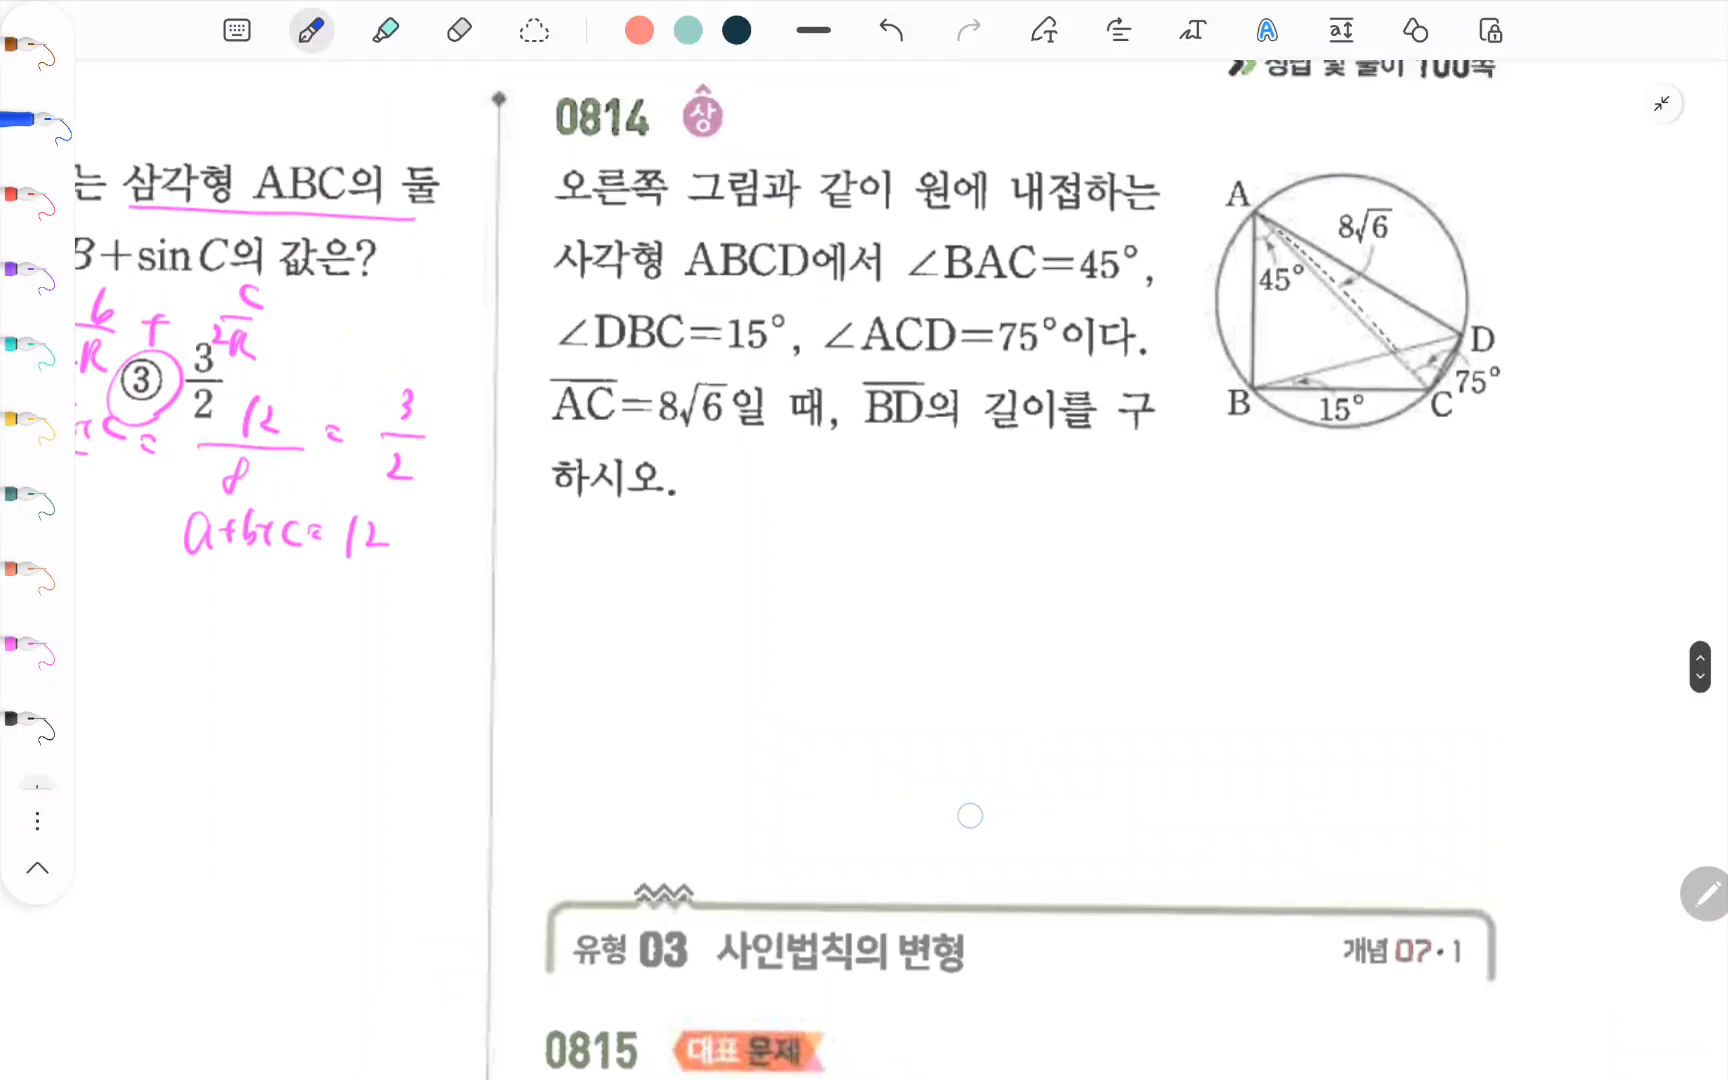 정답 및 풀이 100쪽
는 삼각형 ABC의 둘
B+sin C의 값은?
b/R + c/2R
③ 3/2
= 12/8 = 3/2
a+b+c=12
0814 상
오른쪽 그림과 같이 원에 내접하는
사각형 ABCD에서 ∠BAC=45°,
∠DBC=15°, ∠ACD=75°이다.
AC=8√6일 때, BD의 길이를 구
하시오.
A
8√6
45°
D
75°
B
15°
C
유형 03 사인법칙의 변형
개념 07·1
0815 대표 문제